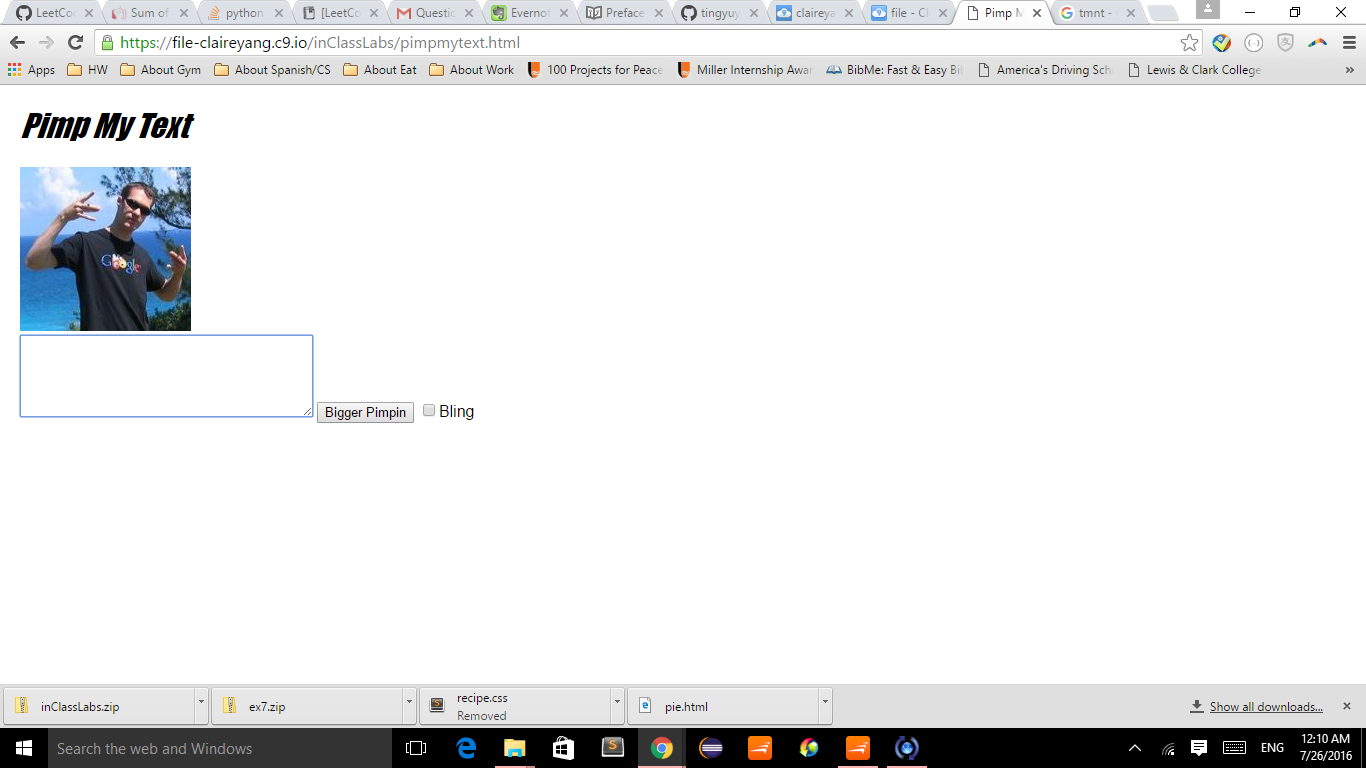 LeetCo
Sum of
python
[LeetCo
Questic
Evernot
Preface
tingyuy
claireya
file - C
Pimp M
tmnt -
https://file-claireyang.c9.io/inClassLabs/pimpmytext.html
Apps HW About Gym About Spanish/CS About Eat About Work 100 Projects for Peace Miller Internship Awar BibMe: Fast & Easy Bi America's Driving Sch Lewis & Clark College »
Pimp My Text
Google
Bigger Pimpin Bling
inClassLabs.zip
ex7.zip
recipe.css
Removed
pie.html
Show all downloads...
Search the web and Windows
ENG
12:10 AM
7/26/2016